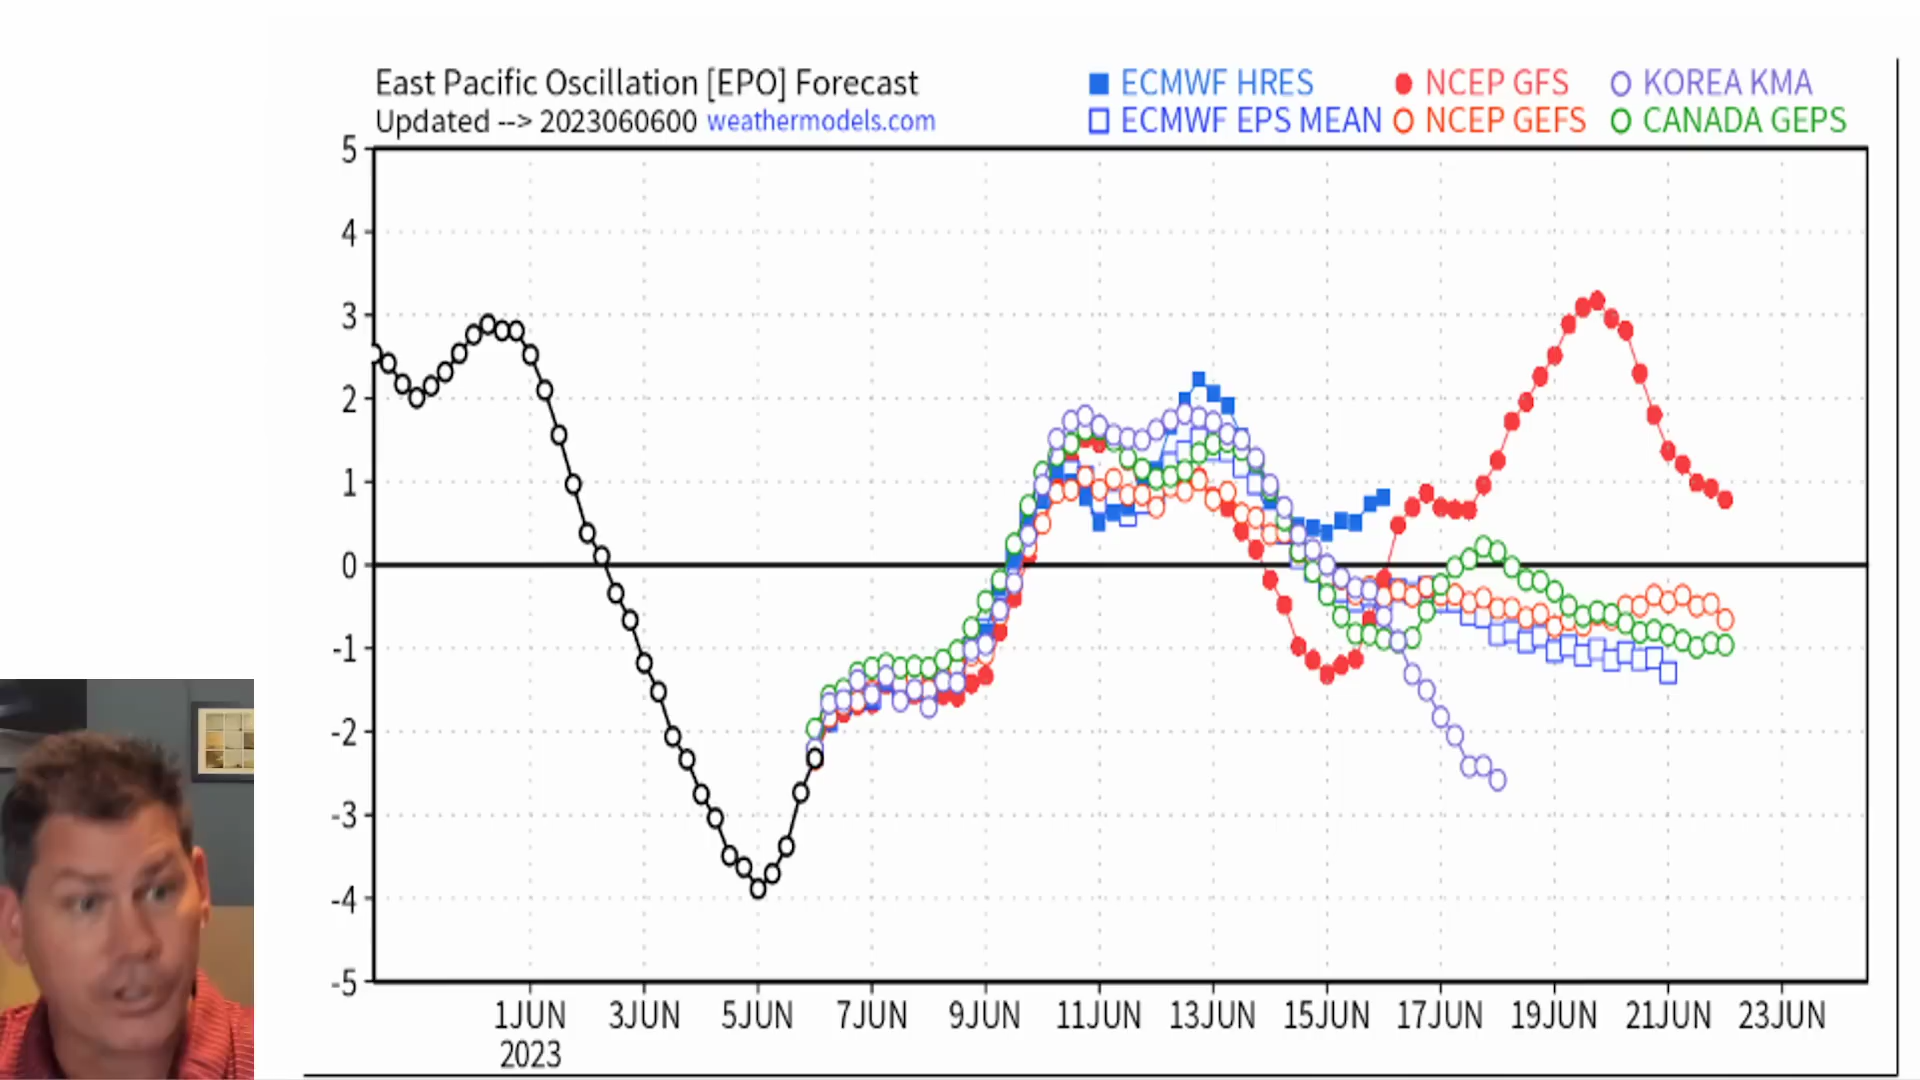 East Pacific Oscillation [EPO] Forecast
Updated --> 2023060600 weathermodels.com
ECMWF HRES NCEP GFS KOREA KMA
ECMWF EPS MEAN NCEP GEFS CANADA GEPS
5
4
3
2
1
0
-1
-2
-3
-4
-5
1JUN 3JUN 5JUN 7JUN 9JUN 11JUN 13JUN 15JUN 17JUN 19JUN 21JUN 23JUN
2023